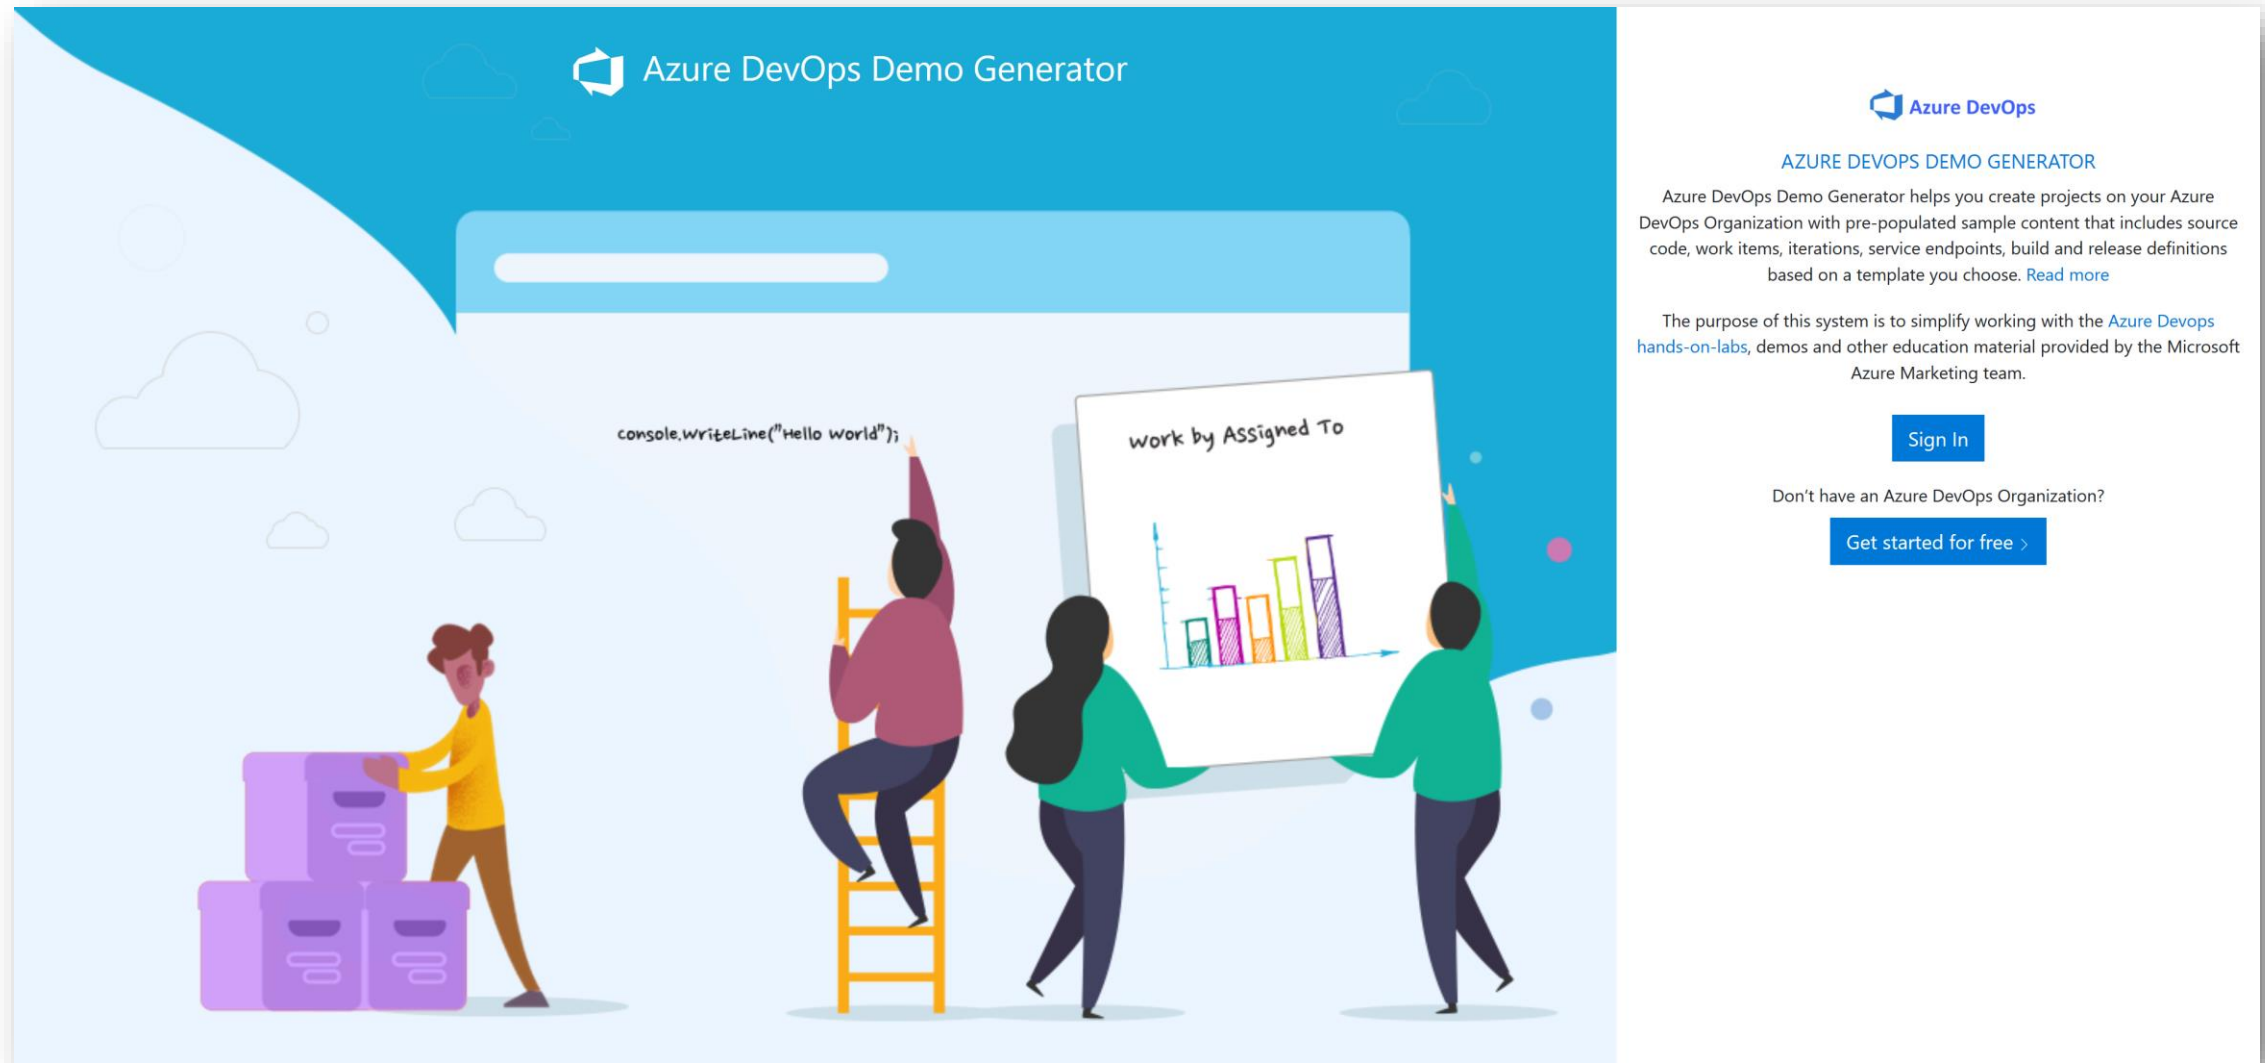 Azure DevOps Demo Generator
console.WriteLine("Hello World");
Work by Assigned To
Azure DevOps
AZURE DEVOPS DEMO GENERATOR
Azure DevOps Demo Generator helps you create projects on your Azure
DevOps Organization with pre-populated sample content that includes source
code, work items, iterations, service endpoints, build and release definitions
based on a template you choose. Read more
The purpose of this system is to simplify working with the Azure Devops
hands-on-labs, demos and other education material provided by the Microsoft
Azure Marketing team.
Sign In
Don't have an Azure DevOps Organization?
Get started for free >